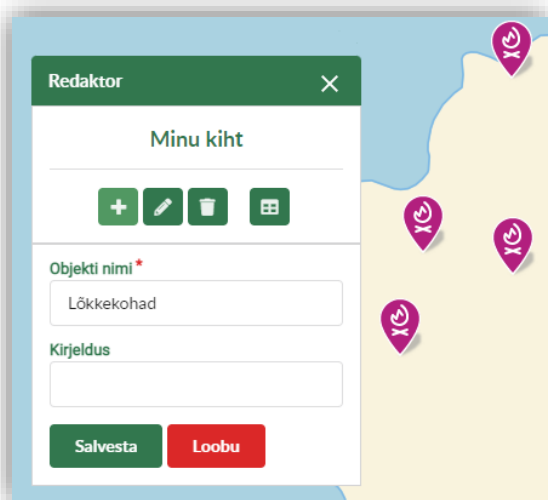 Redaktor
Minu kiht
Objekti nimi *
Lõkkekohad
Kirjeldus
Salvesta Loobu